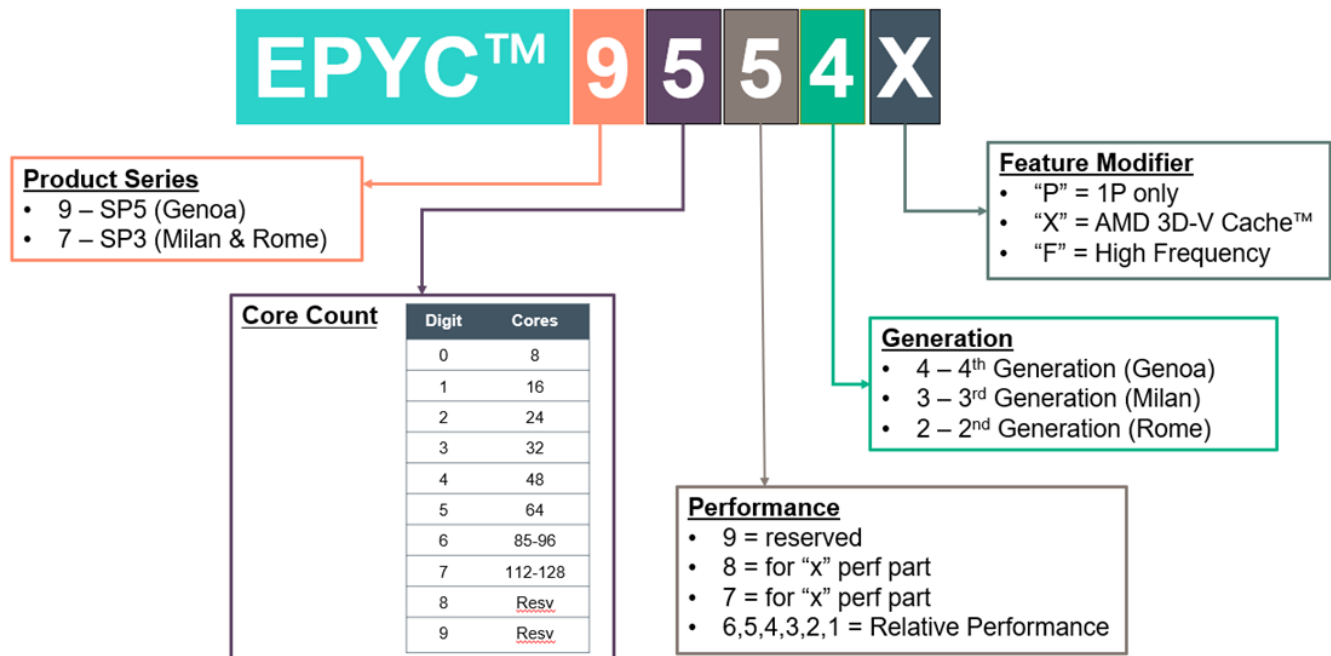 EPYC™ 9 5 5 4 X
Product Series
• 9 – SP5 (Genoa)
• 7 – SP3 (Milan & Rome)
Feature Modifier
• “P” = 1P only
• “X” = AMD 3D-V Cache™
• “F” = High Frequency
Core Count
Digit Cores
0 8
1 16
2 24
3 32
4 48
5 64
6 85-96
7 112-128
8 Resv
9 Resv
Generation
• 4 – 4th Generation (Genoa)
• 3 – 3rd Generation (Milan)
• 2 – 2nd Generation (Rome)
Performance
• 9 = reserved
• 8 = for “x” perf part
• 7 = for “x” perf part
• 6,5,4,3,2,1 = Relative Performance